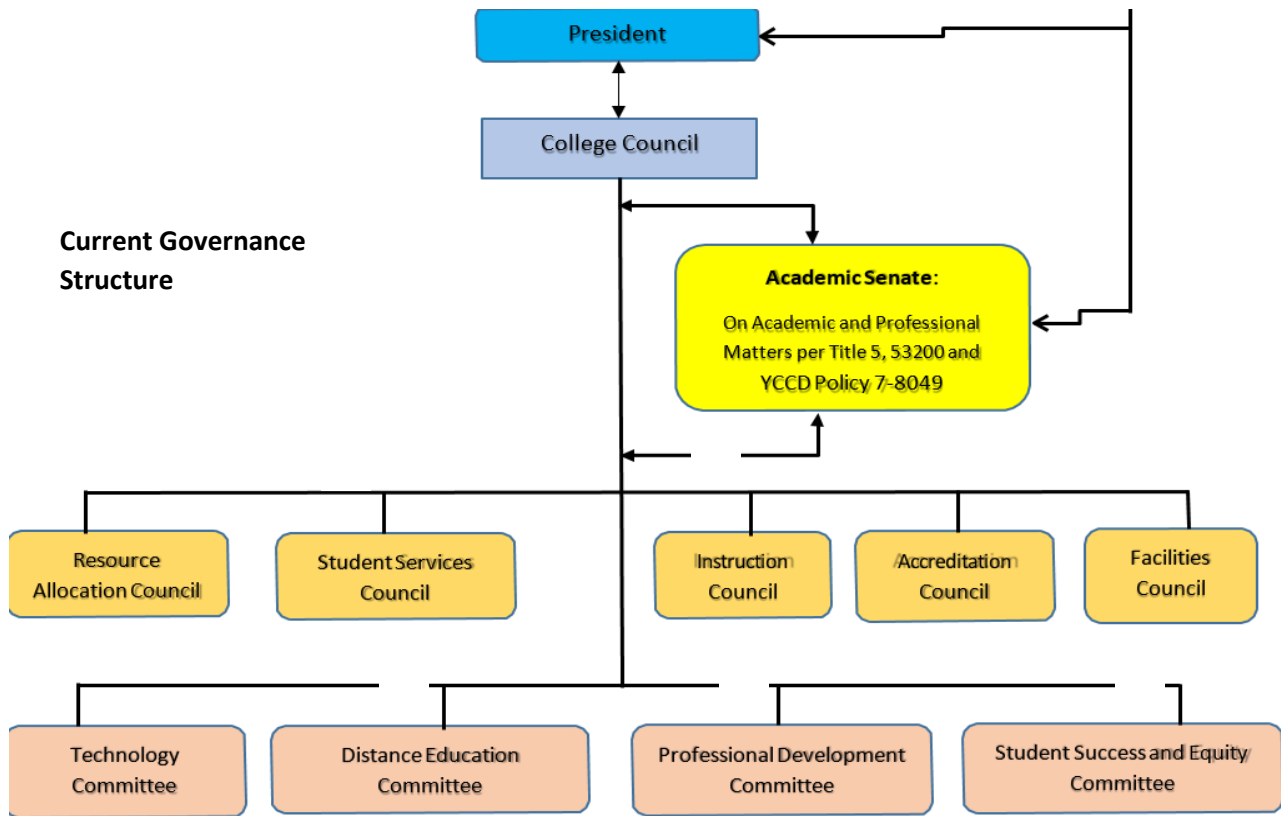 President
College Council
Current Governance
Structure
Academic Senate:
On Academic and Professional
Matters per Title 5, 53200 and
YCCD Policy 7-8049
Resource
Allocation Council
Student Services
Council
Instruction
Council
Accreditation
Council
Facilities
Council
Technology
Committee
Distance Education
Committee
Professional Development
Committee
Student Success and Equity
Committee